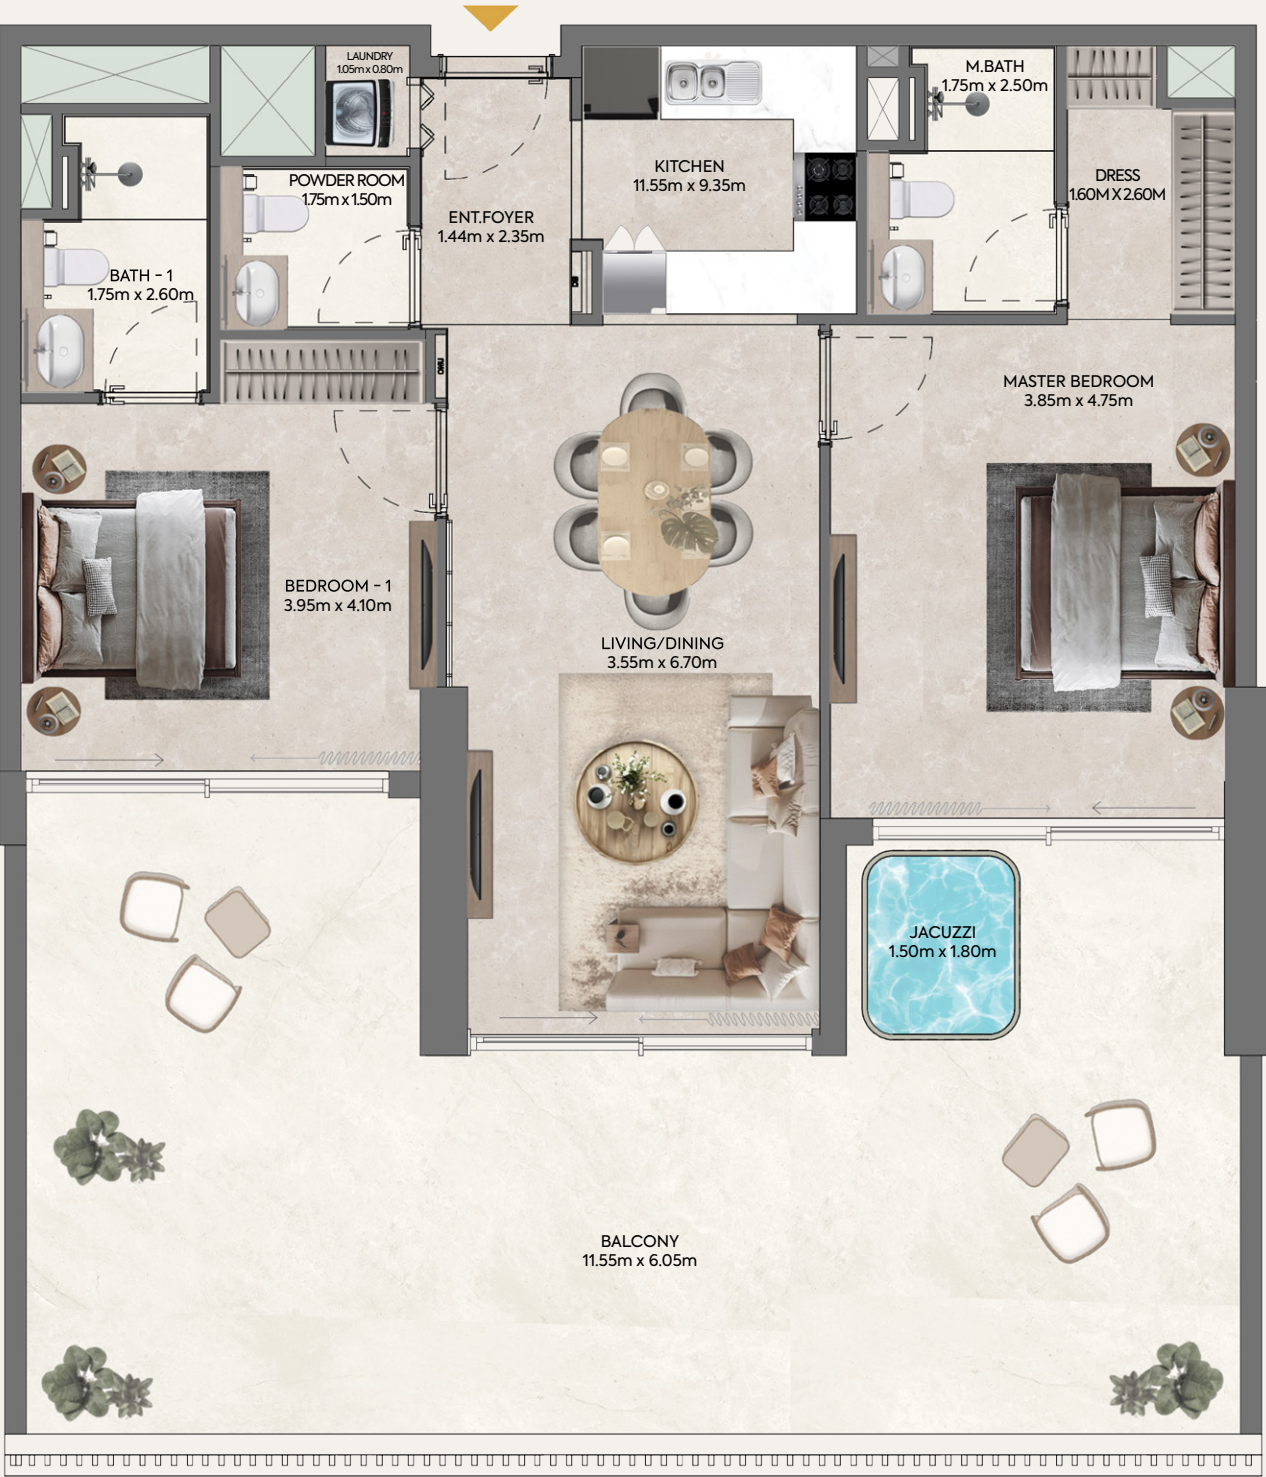 LAUNDRY
1.05m x 0.80m
M.BATH
1.75m x 2.50m
KITCHEN
11.55m x 9.35m
DRESS
1.60M X 2.60M
POWDER ROOM
1.75m x 1.50m
ENT.FOYER
1.44m x 2.35m
BATH - 1
1.75m x 2.60m
MASTER BEDROOM
3.85m x 4.75m
BEDROOM - 1
3.95m x 4.10m
LIVING/DINING
3.55m x 6.70m
JACUZZI
1.50m x 1.80m
BALCONY
11.55m x 6.05m